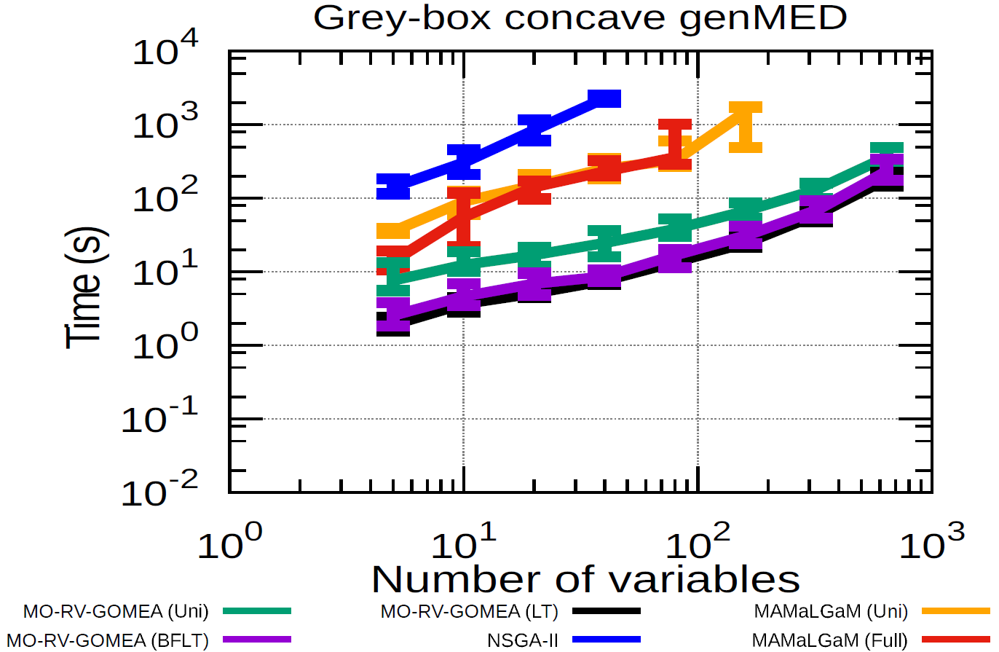 Grey-box concave genMED
10^4
10^3
10^2
10^1
10^0
10^-1
10^-2
Time (s)
10^0 10^1 10^2 10^3
Number of variables
MO-RV-GOMEA (Uni) MO-RV-GOMEA (LT) MAMaLGaM (Uni)
MO-RV-GOMEA (BFLT) NSGA-II MAMaLGaM (Full)